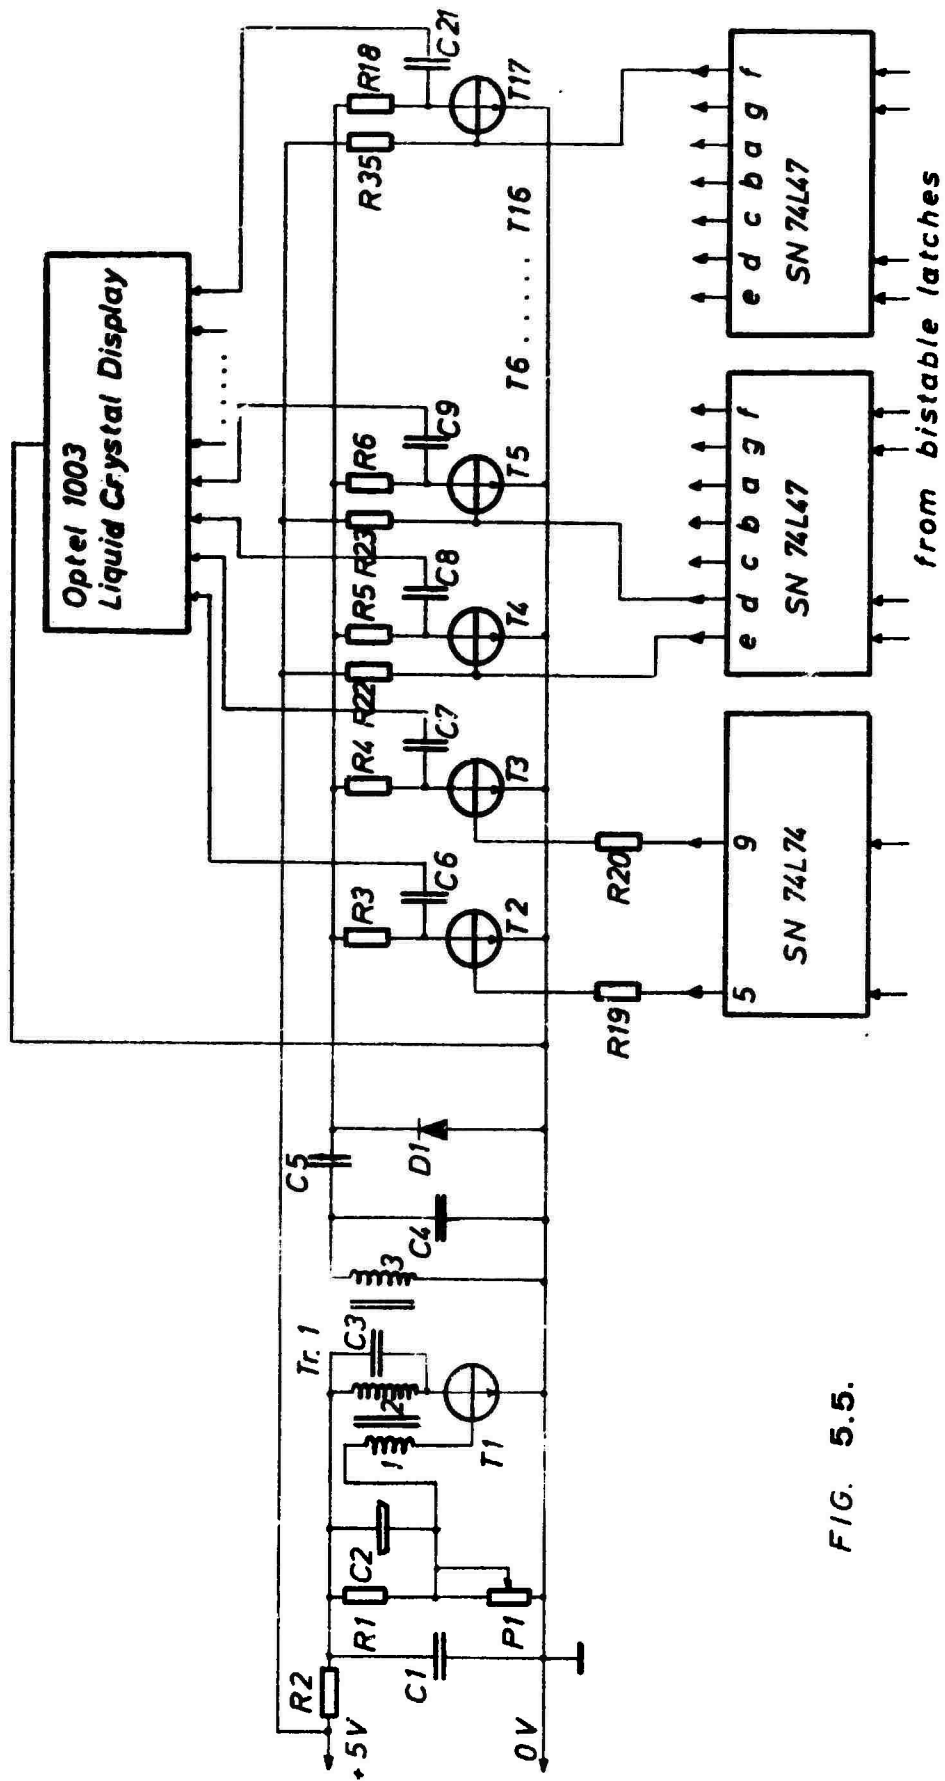 Optel 1003
Liquid Crystal Display
R18
C21
R35
T17
R6
C9
R23
T5
T6 . . . . . T16
R5
C8
R22
T4
R4
C7
T3
R3
C6
T2
R20
R19
C5
D1
C4
3
Tr. 1
C3
2
1
T1
C2
R1
P1
C1
R2
+5V
0V
5 9
SN 74L74
e d c b a g f
SN 74L47
e d c b a g f
SN 74L47
from bistable latches
FIG. 5.5.